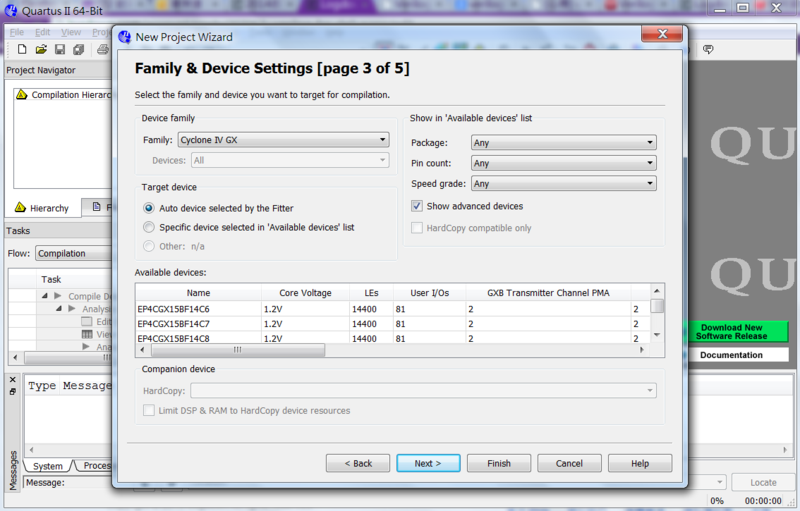 Quartus II 64-Bit
File Edit View
Project Navigator
Compilation Hierarc
Hierarchy
Tasks
Flow: Compilation
Task
Compile De
Analysis
Edit
View
Ana
Type Message
System
Proces
Messages
Message:
Locate
0% 00:00:00
QU
QU
Download New
Software Release
Documentation
New Project Wizard
Family & Device Settings [page 3 of 5]
Select the family and device you want to target for compilation.
Device family
Family: Cyclone IV GX
Devices: All
Target device
Auto device selected by the Fitter
Specific device selected in 'Available devices' list
Other: n/a
Show in 'Available devices' list
Package: Any
Pin count: Any
Speed grade: Any
Show advanced devices
HardCopy compatible only
Available devices:
Name Core Voltage LEs User I/Os GXB Transmitter Channel PMA
EP4CGX15BF14C6 1.2V 14400 81 2 2
EP4CGX15BF14C7 1.2V 14400 81 2 2
EP4CGX15BF14C8 1.2V 14400 81 2 2
Companion device
HardCopy:
Limit DSP & RAM to HardCopy device resources
< Back Next > Finish Cancel Help